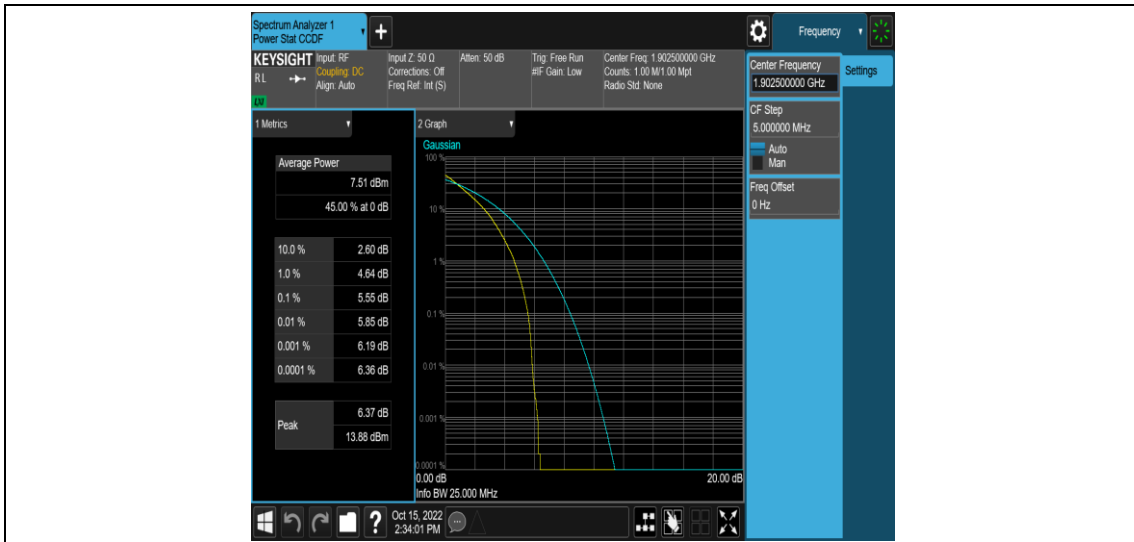 Spectrum Analyzer 1
Power Stat CCDF
Frequency
KEYSIGHT
RL
LXI
Input: RF
Coupling: DC
Align: Auto
Input Z: 50 Ω
Corrections: Off
Freq Ref: Int (S)
Atten: 50 dB
Trig: Free Run
#IF Gain: Low
Center Freq: 1.902500000 GHz
Counts: 1.00 M/1.00 Mpt
Radio Std: None
Center Frequency
1.902500000 GHz
Settings
CF Step
5.000000 MHz
Auto
Man
Freq Offset
0 Hz
1 Metrics
Average Power
7.51 dBm
45.00 % at 0 dB
10.0 % 2.60 dB
1.0 % 4.64 dB
0.1 % 5.55 dB
0.01 % 5.85 dB
0.001 % 6.19 dB
0.0001 % 6.36 dB
Peak 6.37 dB
13.88 dBm
2 Graph
Gaussian
100 %
10 %
1 %
0.1 %
0.01 %
0.001 %
0.0001 %
0.00 dB 20.00 dB
Info BW 25.000 MHz
Oct 15, 2022
2:34:01 PM